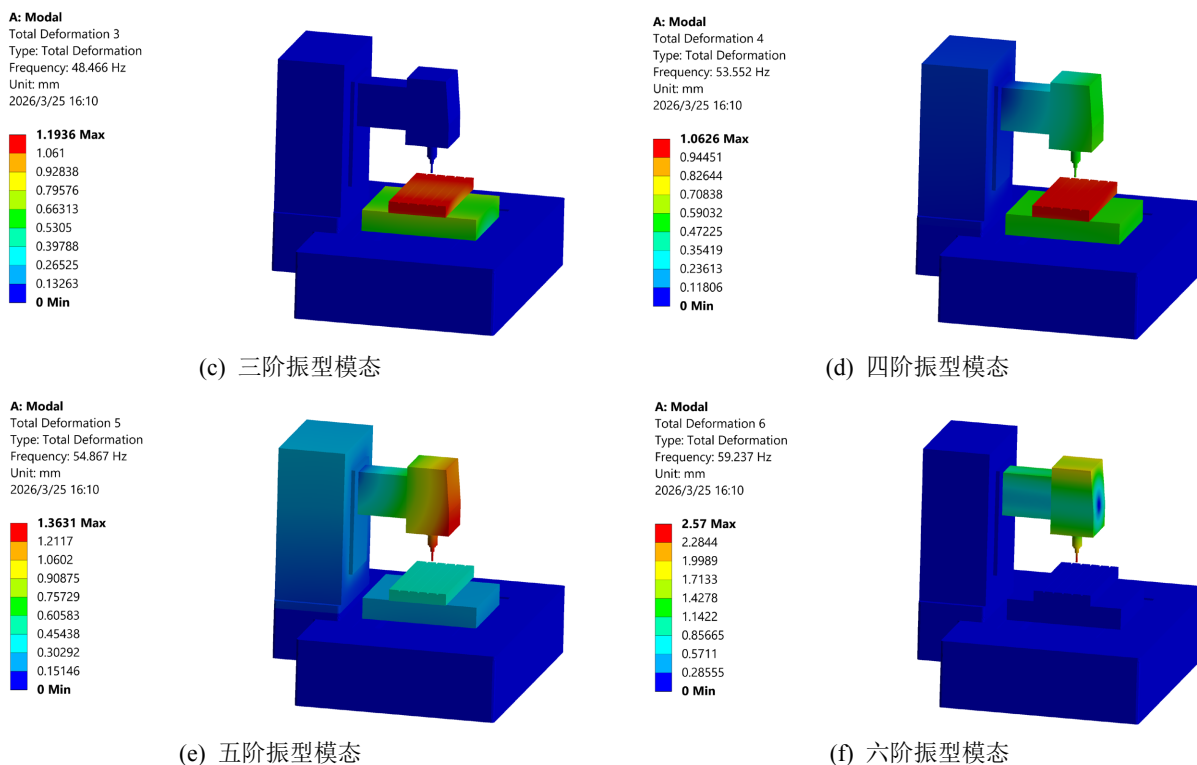 A: Modal
Total Deformation 3
Type: Total Deformation
Frequency: 48.466 Hz
Unit: mm
2026/3/25 16:10
1.1936 Max
1.061
0.92838
0.79576
0.66313
0.5305
0.39788
0.26525
0.13263
0 Min
(c) 三阶振型模态
A: Modal
Total Deformation 4
Type: Total Deformation
Frequency: 53.552 Hz
Unit: mm
2026/3/25 16:10
1.0626 Max
0.94451
0.82644
0.70838
0.59032
0.47225
0.35419
0.23613
0.11806
0 Min
(d) 四阶振型模态
A: Modal
Total Deformation 5
Type: Total Deformation
Frequency: 54.867 Hz
Unit: mm
2026/3/25 16:10
1.3631 Max
1.2117
1.0602
0.90875
0.75729
0.60583
0.45438
0.30292
0.15146
0 Min
(e) 五阶振型模态
A: Modal
Total Deformation 6
Type: Total Deformation
Frequency: 59.237 Hz
Unit: mm
2026/3/25 16:10
2.57 Max
2.2844
1.9989
1.7133
1.4278
1.1422
0.85665
0.5711
0.28555
0 Min
(f) 六阶振型模态